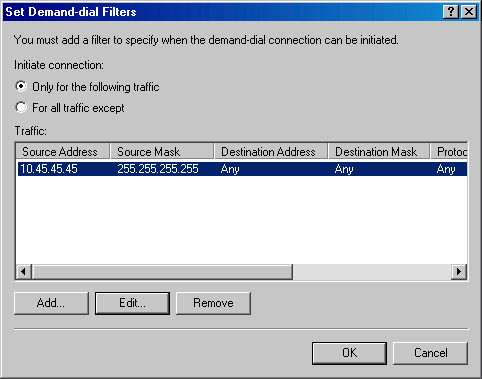 Set Demand-dial Filters
You must add a filter to specify when the demand-dial connection can be initiated.
Initiate connection:
Only for the following traffic
For all traffic except
Traffic:
Source Address Source Mask Destination Address Destination Mask Protoc
10.45.45.45 255.255.255.255 Any Any Any
Add... Edit... Remove
OK Cancel